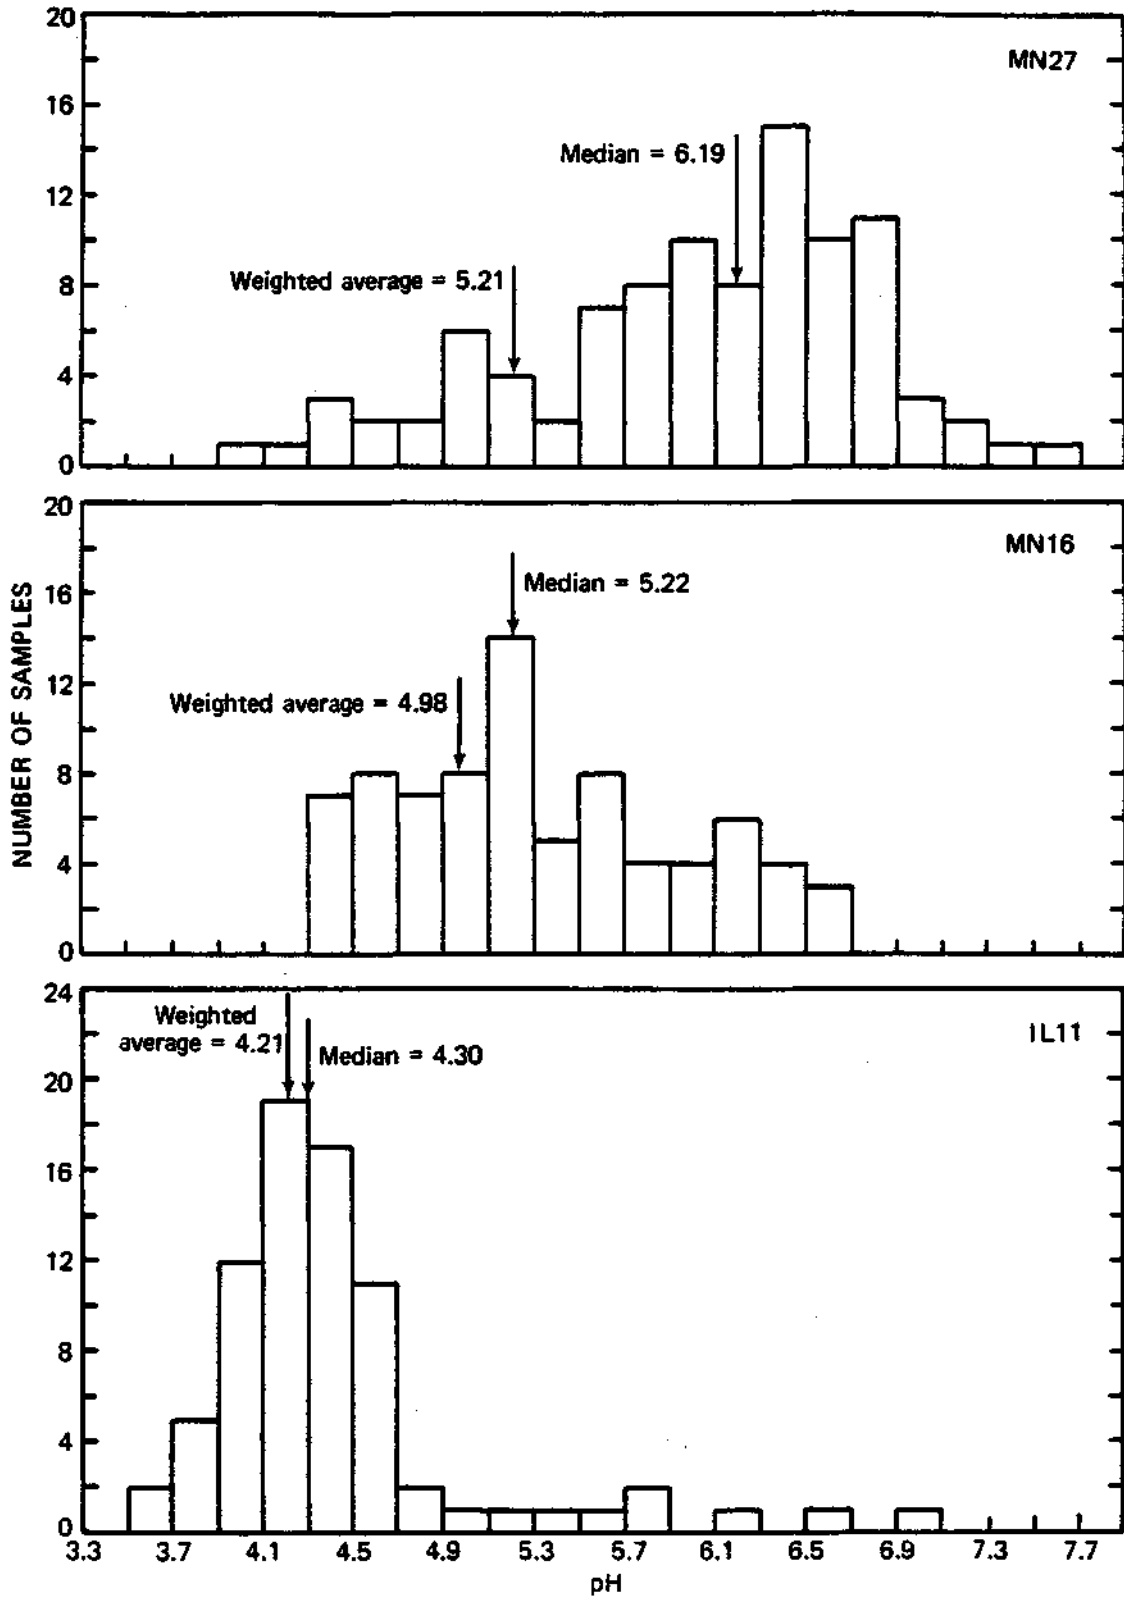 20
MN27
16
Median = 6.19
12
Weighted average = 5.21
8
4
0
NUMBER OF SAMPLES
20
MN16
16
Median = 5.22
12
Weighted average = 4.98
8
4
0
24
Weighted
average = 4.21
IL11
Median = 4.30
20
16
12
8
4
0
3.3 3.7 4.1 4.5 4.9 5.3 5.7 6.1 6.5 6.9 7.3 7.7
pH